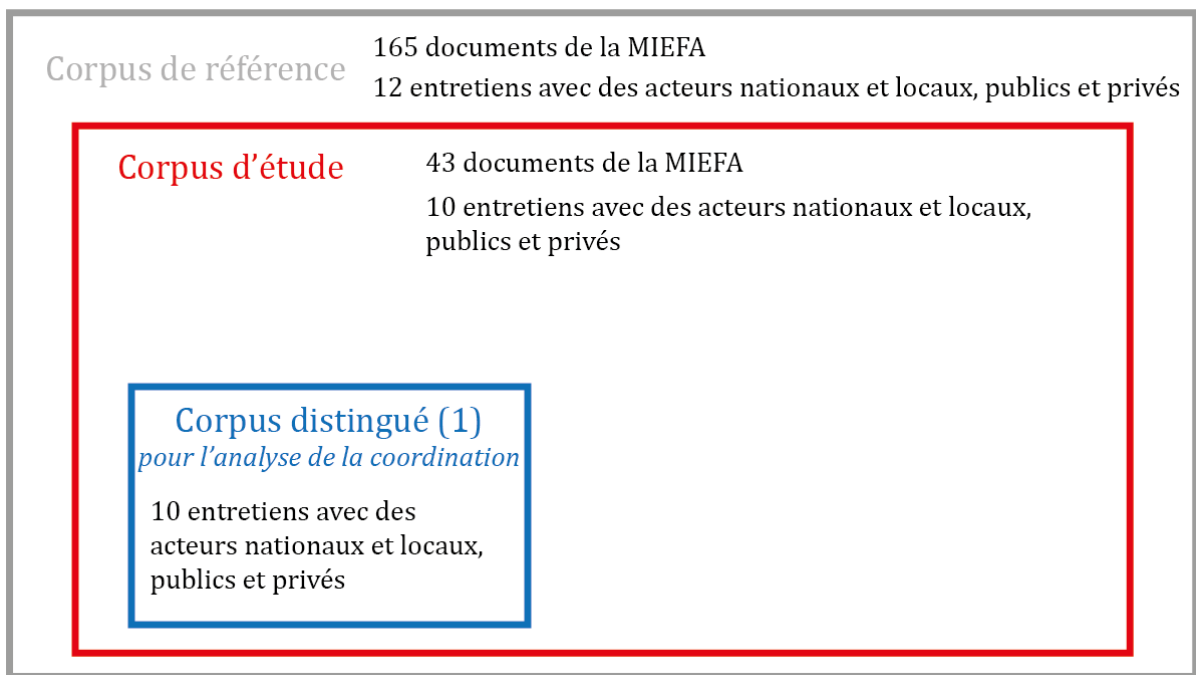 Corpus de référence
165 documents de la MIEFA
12 entretiens avec des acteurs nationaux et locaux, publics et privés
Corpus d’étude
43 documents de la MIEFA
10 entretiens avec des acteurs nationaux et locaux,
publics et privés
Corpus distingué (1)
pour l’analyse de la coordination
10 entretiens avec des
acteurs nationaux et locaux,
publics et privés